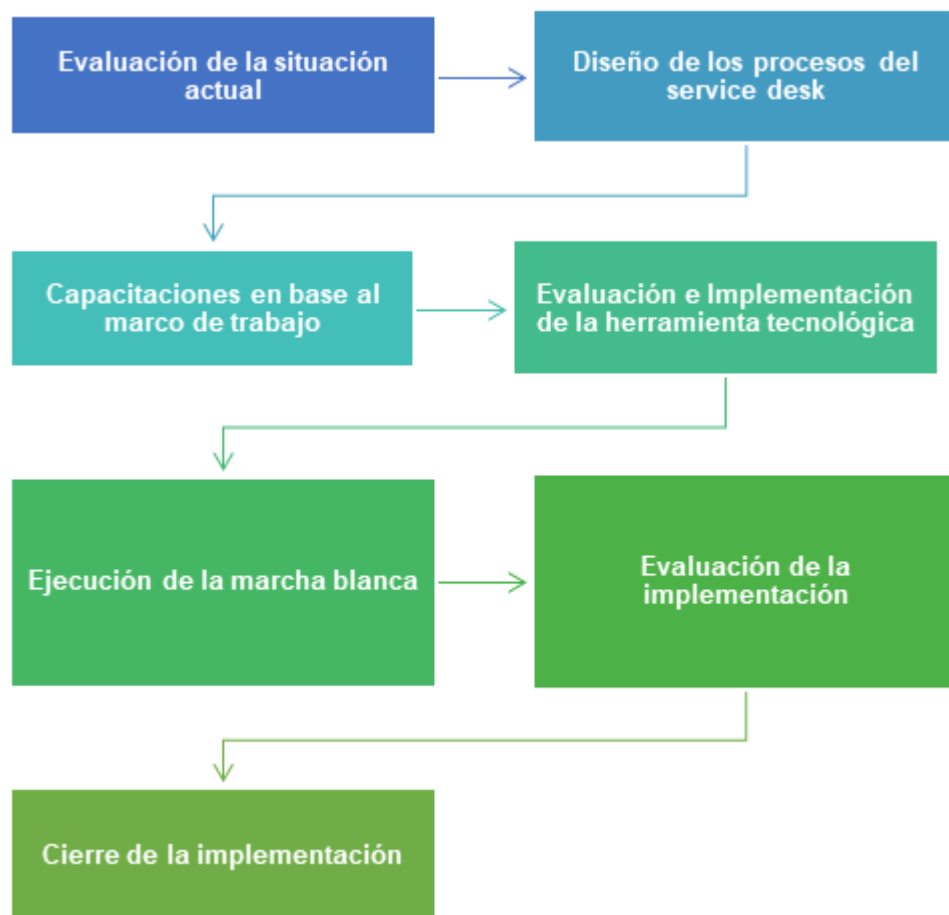 Evaluación de la situación
actual
Diseño de los procesos del
service desk
Capacitaciones en base al
marco de trabajo
Evaluación e Implementación
de la herramienta tecnológica
Ejecución de la marcha blanca
Evaluación de la
implementación
Cierre de la implementación